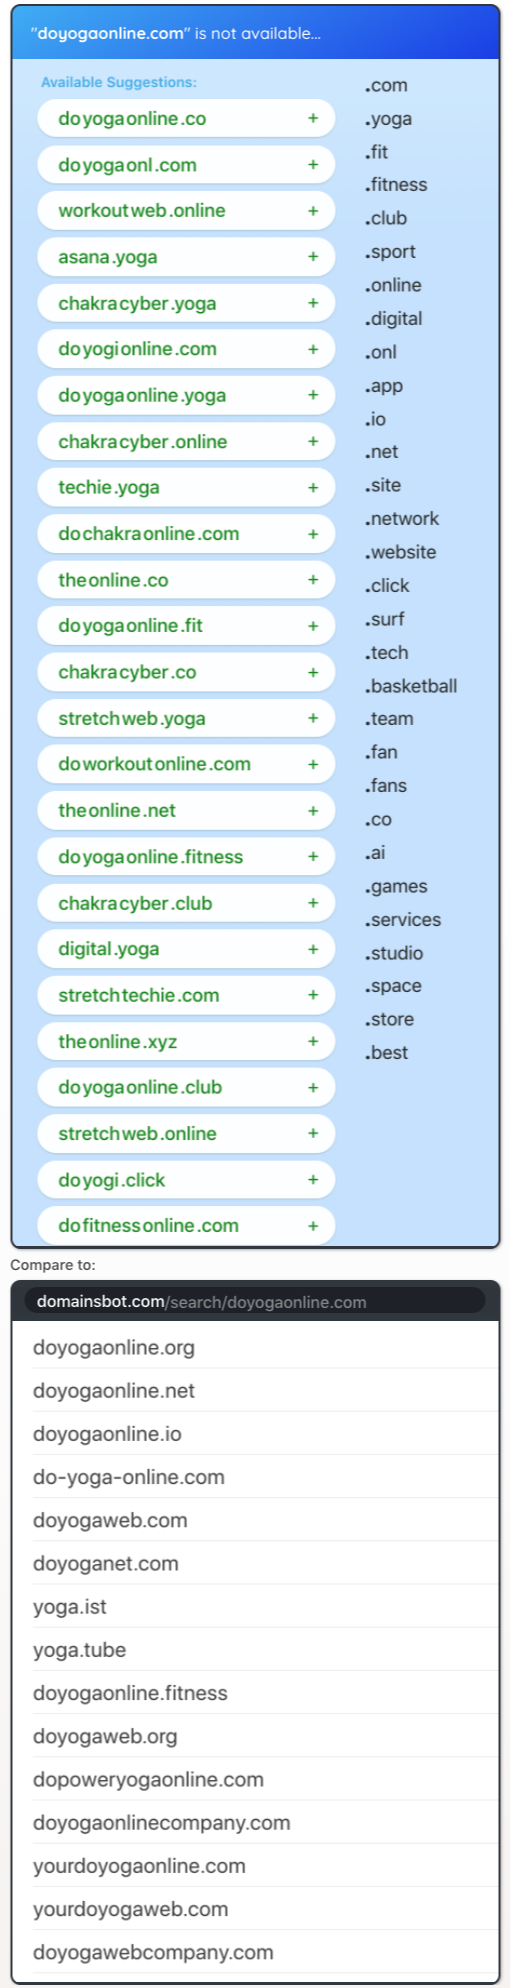 "doyogaonline.com" is not available...
Available Suggestions:
doyogaonline.co +
doyogaonl.com +
workoutweb.online +
asana.yoga +
chakracyber.yoga +
doyogionline.com +
doyogaonline.yoga +
chakracyber.online +
techie.yoga +
dochakraonline.com +
theonline.co +
doyogaonline.fit +
chakracyber.co +
stretchweb.yoga +
doworkoutonline.com +
theonline.net +
doyogaonline.fitness +
chakracyber.club +
digital.yoga +
stretchtechie.com +
theonline.xyz +
doyogaonline.club +
stretchweb.online +
doyogi.click +
dofitnessonline.com +
.com
.yoga
.fit
.fitness
.club
.sport
.online
.digital
.onl
.app
.io
.net
.site
.network
.website
.click
.surf
.tech
.basketball
.team
.fan
.fans
.co
.ai
.games
.services
.studio
.space
.store
.best
Compare to:
domainsbot.com/search/doyogaonline.com
doyogaonline.org
doyogaonline.net
doyogaonline.io
do-yoga-online.com
doyogaweb.com
doyoganet.com
yoga.ist
yoga.tube
doyogaonline.fitness
doyogaweb.org
dopoweryogaonline.com
doyogaonlinecompany.com
yourdoyogaonline.com
yourdoyogaweb.com
doyogawebcompany.com